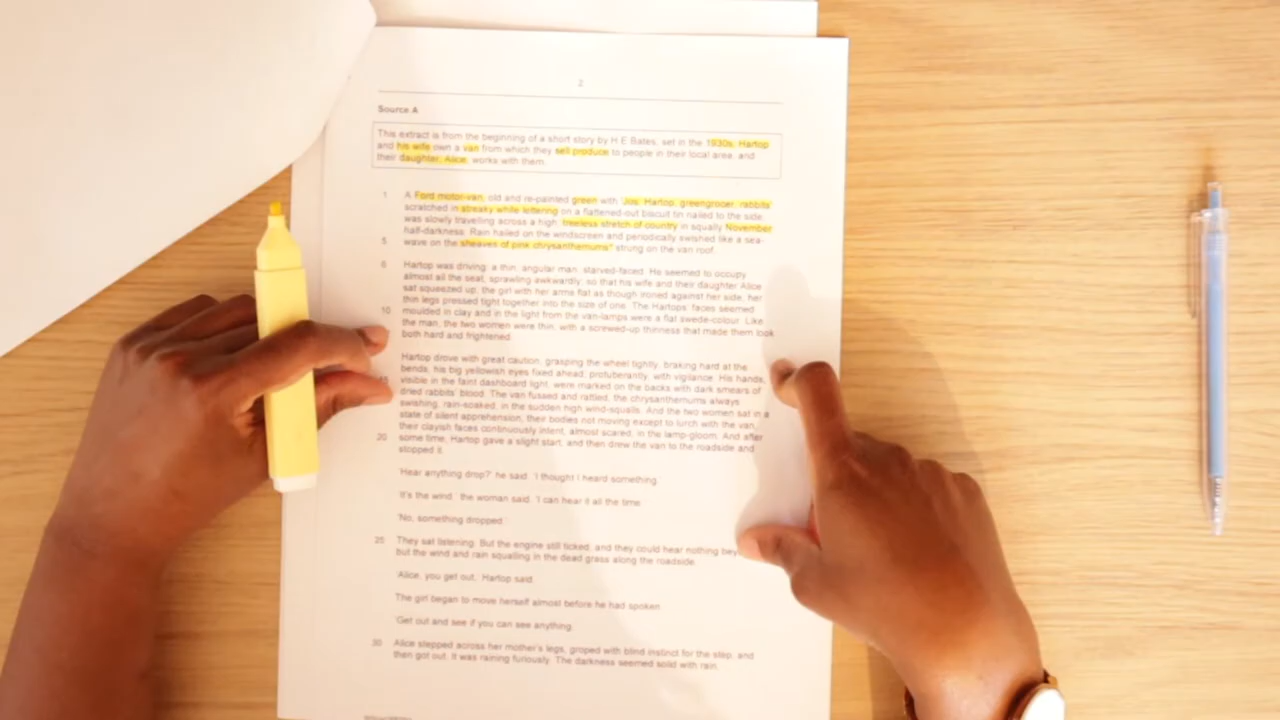 2
Source A
This extract is from the beginning of a short story by H E Bates, set in the 1930s. Hartop
and his wife own a van from which they sell produce to people in their local area, and
their daughter, Alice, works with them.
1 A Ford motor-van, old and re-painted green with Jos. Hartop, greengrocer, rabbits
scratched in streaky white lettering on a flattened-out biscuit tin nailed to the side,
was slowly travelling across a high, treeless stretch of country in squally November
half-darkness. Rain hailed on the windscreen and periodically swished like a sea-
5 wave on the sheaves of pink chrysanthemums* strung on the van roof.
6 Hartop was driving: a thin, angular man, starved-faced. He seemed to occupy
almost all the seat, sprawling awkwardly; so that his wife and their daughter Alice
sat squeezed up, the girl with her arms flat as though ironed against her side, her
thin legs pressed tight together into the size of one. The Hartops' faces seemed
10 moulded in clay and in the light from the van-lamps were a flat swede-colour. Like
the man, the two women were thin, with a screwed-up thinness that made them look
both hard and frightened.
Hartop drove with great caution, grasping the wheel tightly, braking hard at the
bends, his big yellowish eyes fixed ahead, protuberantly, with vigilance. His hands,
visible in the faint dashboard light, were marked on the backs with dark smears of
dried rabbits' blood. The van fussed and rattled, the chrysanthemums always
swishing, rain-soaked, in the sudden high wind-squalls. And the two women sat in a
state of silent apprehension, their bodies not moving except to lurch with the van,
their clayish faces continuously intent, almost scared, in the lamp-gloom. And after
20 some time, Hartop gave a slight start, and then drew the van to the roadside and
stopped it.
'Hear anything drop?' he said. 'I thought I heard something.'
'It's the wind,' the woman said. 'I can hear it all the time.'
'No, something dropped.'
25 They sat listening. But the engine still ticked, and they could hear nothing bey
but the wind and rain squalling in the dead grass along the roadside.
'Alice, you get out,' Hartop said.
The girl began to move herself almost before he had spoken.
'Get out and see if you can see anything.'
30 Alice stepped across her mother's legs, groped with blind instinct for the step, and
then got out. It was raining furiously. The darkness seemed solid with rain.